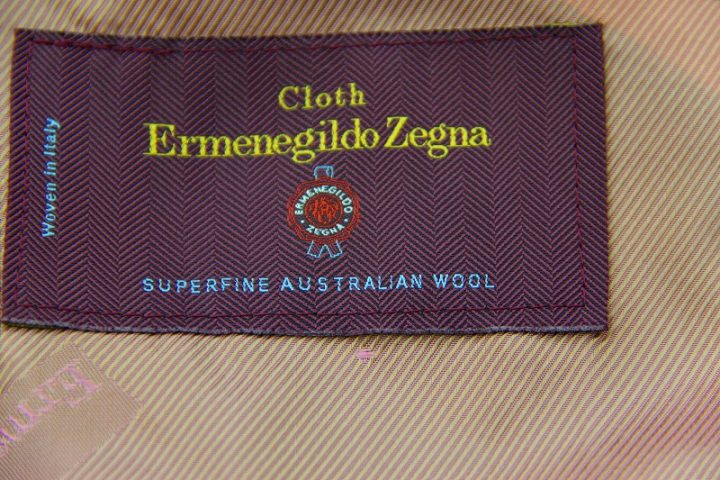 Cloth
Ermenegildo Zegna
Woven in Italy
ERMENEGILDO
ZEGNA
SUPERFINE AUSTRALIAN WOOL